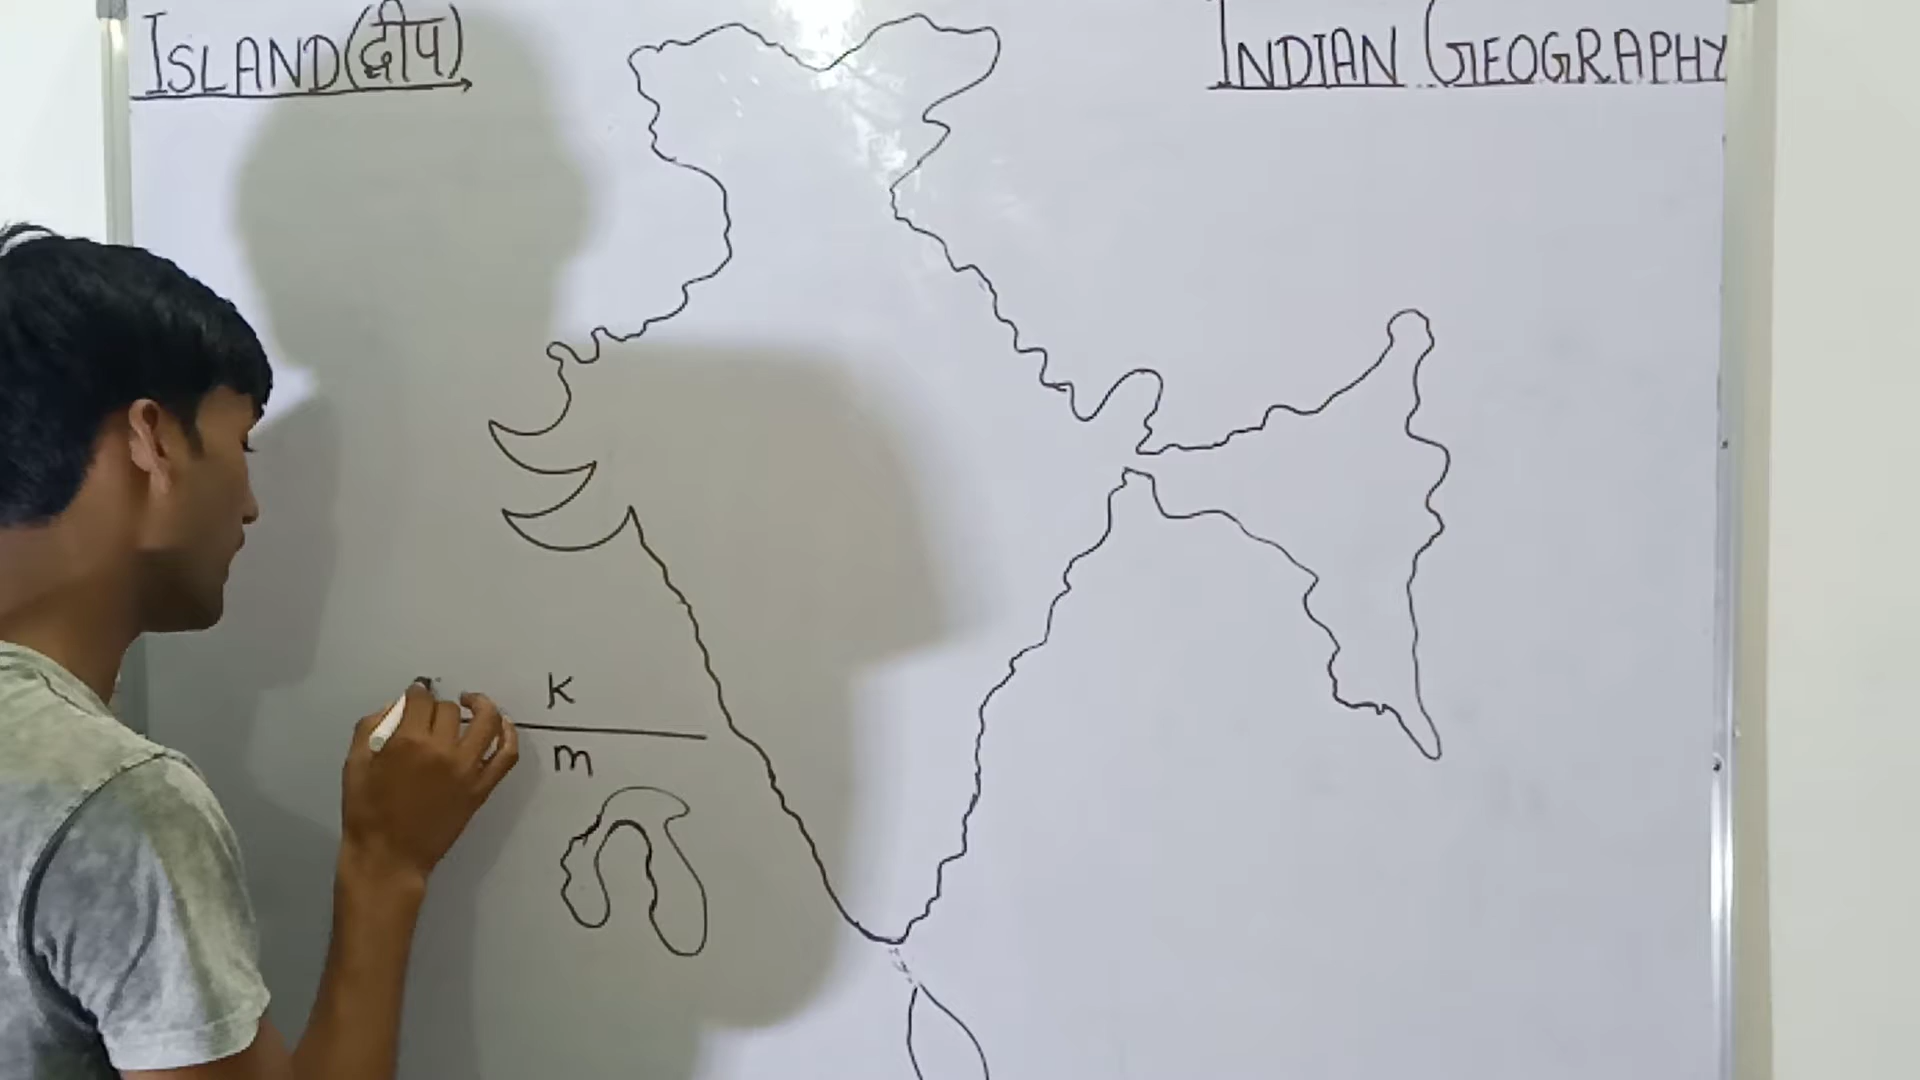 ISLAND(द्वीप)
INDIAN GEOGRAPHY
K
m